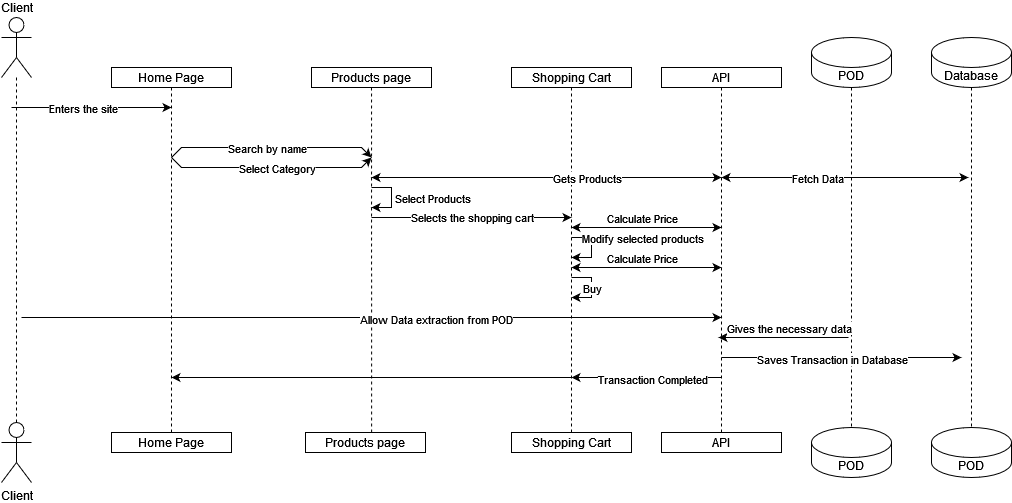 Client
Home Page
Products page
Shopping Cart
API
POD
Database
Enters the site
Search by name
Select Category
Gets Products
Fetch Data
Select Products
Selects the shopping cart
Calculate Price
Modify selected products
Calculate Price
Buy
Allow Data extraction from POD
Gives the necessary data
Saves Transaction in Database
Transaction Completed
Home Page
Products page
Shopping Cart
API
POD
POD
Client